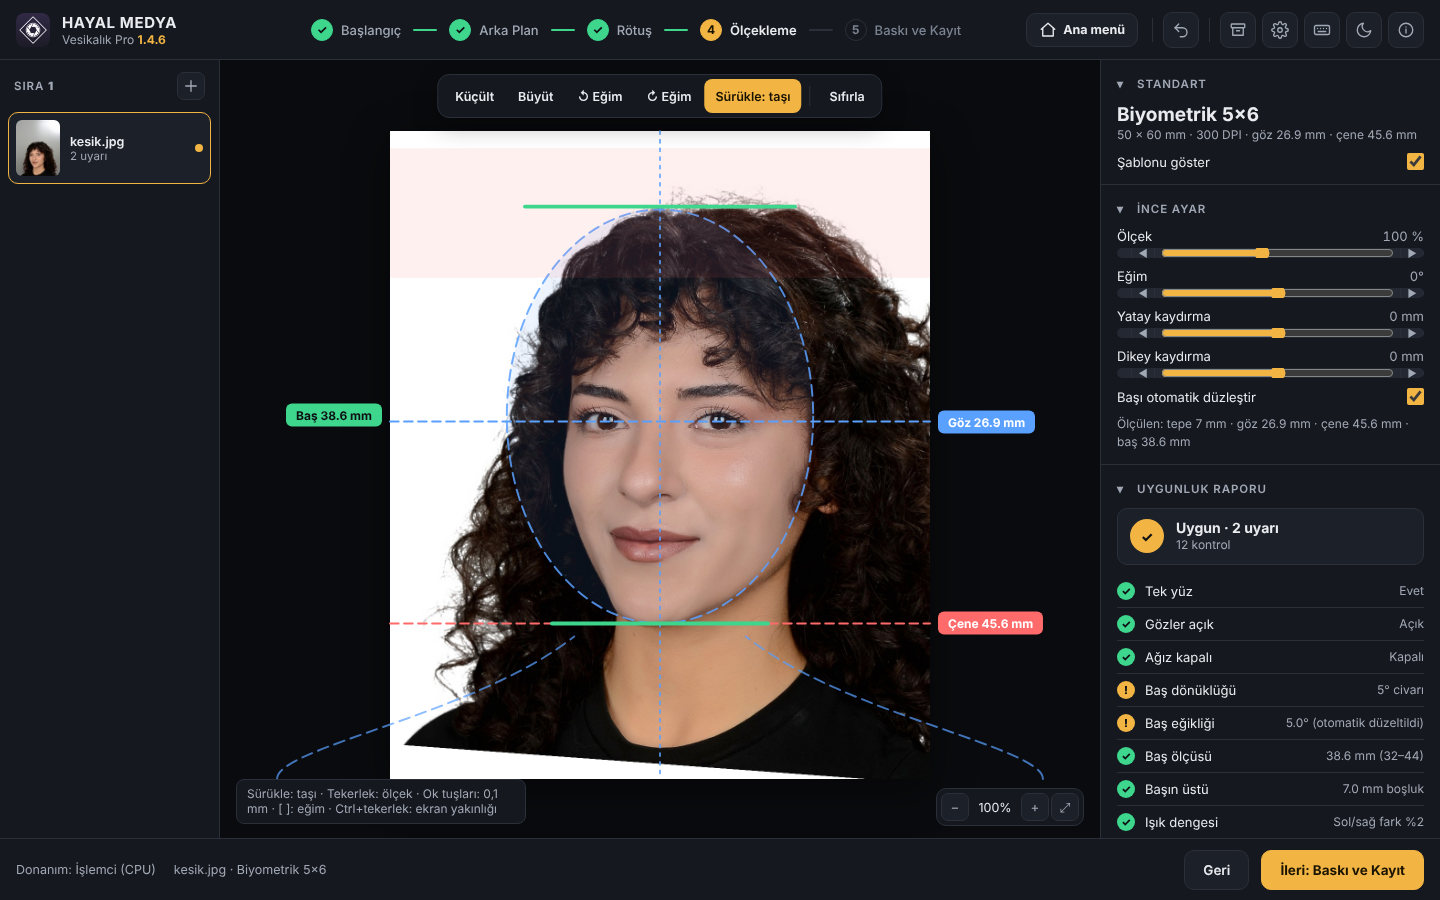 HAYAL MEDYA
Vesikalık Pro 1.4.6
Başlangıç
Arka Plan
Rötuş
4 Ölçekleme
5 Baskı ve Kayıt
Ana menü
SIRA 1
kesik.jpg
2 uyarı
Küçült
Büyüt
Eğim
Eğim
Sürükle: taşı
Sıfırla
Baş 38.6 mm
Göz 26.9 mm
Çene 45.6 mm
Sürükle: taşı · Tekerlek: ölçek · Ok tuşları: 0,1
mm · [ ]: eğim · Ctrl+tekerlek: ekran yakınlığı
− 100% +
STANDART
Biyometrik 5×6
50 × 60 mm · 300 DPI · göz 26.9 mm · çene 45.6 mm
Şablonu göster
İNCE AYAR
Ölçek 100 %
Eğim 0°
Yatay kaydırma 0 mm
Dikey kaydırma 0 mm
Başı otomatik düzleştir
Ölçülen: tepe 7 mm · göz 26.9 mm · çene 45.6 mm ·
baş 38.6 mm
UYGUNLUK RAPORU
Uygun · 2 uyarı
12 kontrol
Tek yüz Evet
Gözler açık Açık
Ağız kapalı Kapalı
Baş dönüklüğü 5° civarı
Baş eğikliği 5.0° (otomatik düzeltildi)
Baş ölçüsü 38.6 mm (32–44)
Başın üstü 7.0 mm boşluk
Işık dengesi Sol/sağ fark %2
Donanım: İşlemci (CPU) kesik.jpg · Biyometrik 5×6
Geri
İleri: Baskı ve Kayıt